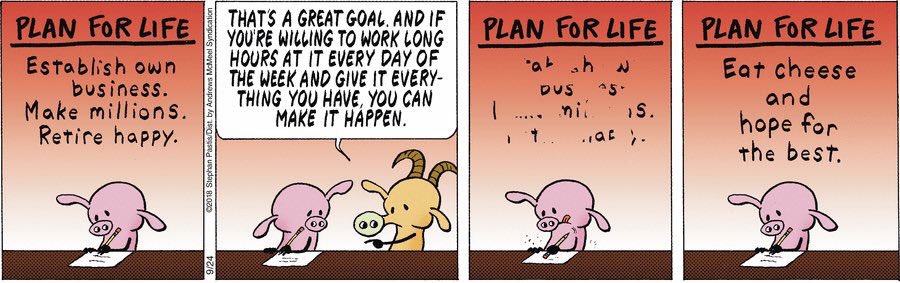 PLAN FOR LIFE
Establish own
business.
Make millions.
Retire happy.
©2018 Stephan Pastis/Dist. by Andrews McMeel Syndication
9/24
THAT'S A GREAT GOAL. AND IF
YOU'RE WILLING TO WORK LONG
HOURS AT IT EVERY DAY OF
THE WEEK AND GIVE IT EVERY-
THING YOU HAVE, YOU CAN
MAKE IT HAPPEN.
PLAN FOR LIFE
PLAN FOR LIFE
Eat cheese
and
hope for
the best.